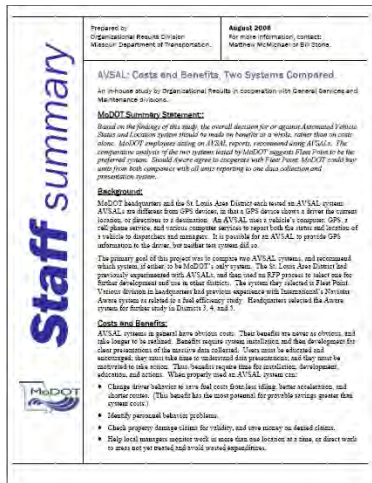 Prepared by
Organizational Results Division
Missouri Department of Transportation
August 2008
For more information, contact:
Matthew McMichael or Bill Stone
Staff summary
AVSAL: Costs and Benefits, Two Systems Compared
An in-house study by Organizational Results in cooperation with General Services and
Maintenance divisions.
MoDOT Summary Statement:
Based on the findings of this study, the overall decision for or against Automated Vehicle
Status and Location system should be made on benefits as a whole, rather than on costs
alone. MoDOT employees acting on AVSAL reports, recommend using AVSALs. The
comparative analysis of the two systems tested by MoDOT suggests Fleet Point to be the
preferred system. Should Aware agree to cooperate with Fleet Point, MoDOT could buy
units from both companies with all units reporting to one data collection and
presentation system.
Background:
MoDOT headquarters and the St. Louis Area District each tested an AVSAL system.
AVSALs are different from GPS devices, in that a GPS device shows a driver the current
location, or directions to a destination. An AVSAL uses a vehicle's computer, GPS, a
cell phone service, and various computer services to report both the status and location of
a vehicle to dispatchers and managers. It is possible for an AVSAL to provide GPS
information to the driver, but neither test system did so.
The primary goal of this project was to compare two AVSAL systems, and recommend
which system, if either, to be MoDOT's only system. The St. Louis Area District had
previously experimented with AVSALs, and then used an RFP process to select one for
further development and use in other districts. The system they selected is Fleet Point.
Various divisions in headquarters had previous experience with International's Navistar
Aware system as related to a fuel efficiency study. Headquarters selected the Aware
system for further study in Districts 3, 4, and 5.
Costs and Benefits:
AVSAL systems in general have obvious costs. Their benefits are never as obvious, and
take longer to be realized. Benefits require system installation and then development for
clear presentations of the massive data collected. Users must be educated and
encouraged; they must take time to understand data presentations; and they must be
motivated to take action. Thus, benefits require time for installation, development,
education, and actions. When properly used an AVSAL system can:
• Change driver behavior to save fuel costs from less idling, better acceleration, and
shorter routes. (This benefit has the most potential for provable savings greater than
system costs.)
• Identify personnel behavior problems.
• Check property damage claims for validity, and save money on denied claims.
• Help local managers monitor work in more than one location at a time, or direct work
to areas not yet treated and avoid wasted expenditures.
MoDOT